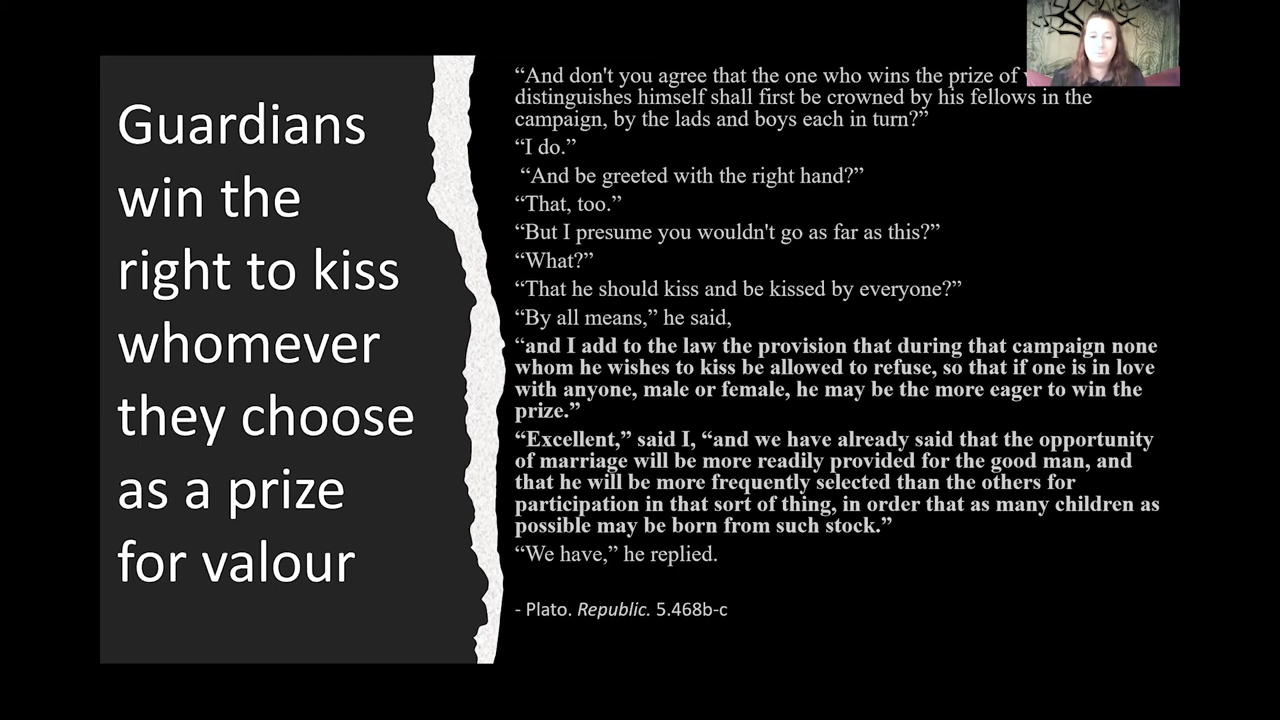 Guardians
win the
right to kiss
whomever
they choose
as a prize
for valour
“And don't you agree that the one who wins the prize of
distinguishes himself shall first be crowned by his fellows in the
campaign, by the lads and boys each in turn?”
“I do.”
“And be greeted with the right hand?”
“That, too.”
“But I presume you wouldn't go as far as this?”
“What?”
“That he should kiss and be kissed by everyone?”
“By all means,” he said,
“and I add to the law the provision that during that campaign none
whom he wishes to kiss be allowed to refuse, so that if one is in love
with anyone, male or female, he may be the more eager to win the
prize.”
“Excellent,” said I, “and we have already said that the opportunity
of marriage will be more readily provided for the good man, and
that he will be more frequently selected than the others for
participation in that sort of thing, in order that as many children as
possible may be born from such stock.”
“We have,” he replied.
- Plato. Republic. 5.468b-c